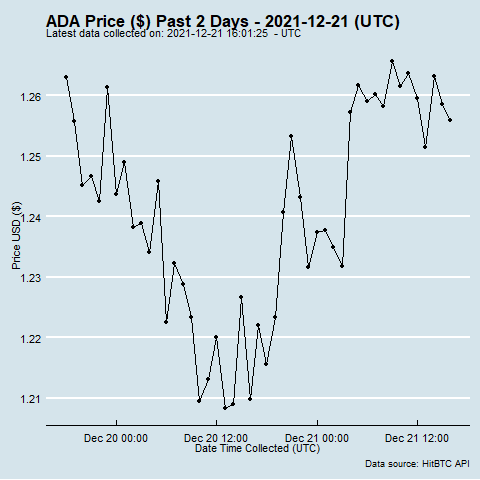 ADA Price ($) Past 2 Days - 2021-12-21 (UTC)
Latest data collected on: 2021-12-21 16:01:25  - UTC
1.26
1.25
1.24
1.23
1.22
1.21
Price USD ($)
Dec 20 00:00 Dec 20 12:00 Dec 21 00:00 Dec 21 12:00
Date Time Collected (UTC)
Data source: HitBTC API